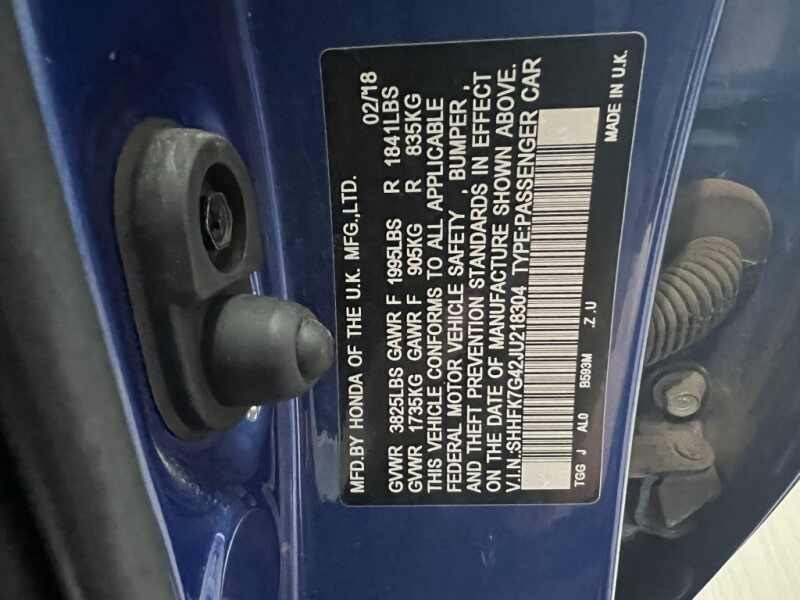 MFD.BY HONDA OF THE U.K. MFG.,LTD. 02/18
GVWR 3825LBS GAWR F 1995LBS R 1841LBS
GVWR 1735KG GAWR F 905KG R 835KG
THIS VEHICLE CONFORMS TO ALL APPLICABLE
FEDERAL MOTOR VEHICLE SAFETY , BUMPER ,
AND THEFT PREVENTION STANDARDS IN EFFECT
ON THE DATE OF MANUFACTURE SHOWN ABOVE.
V.I.N.:SHHFK7G42JU218304 TYPE:PASSENGER CAR
TGG J AL0 B593M .Z .U MADE IN U.K.